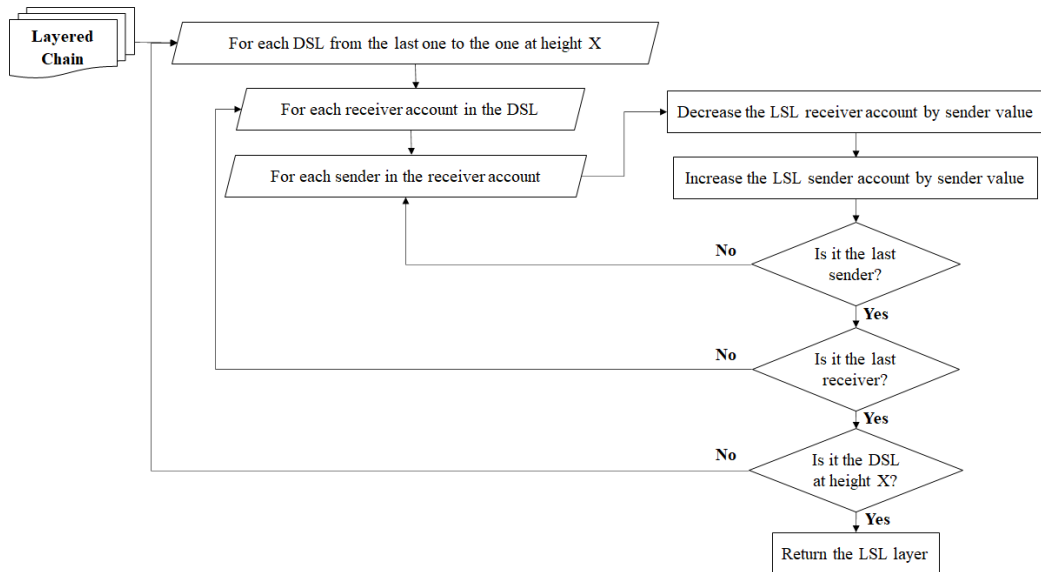 Layered
Chain
For each DSL from the last one to the one at height X
For each receiver account in the DSL
Decrease the LSL receiver account by sender value
For each sender in the receiver account
Increase the LSL sender account by sender value
No
Is it the last
sender?
Yes
No
Is it the last
receiver?
Yes
No
Is it the DSL
at height X?
Yes
Return the LSL layer